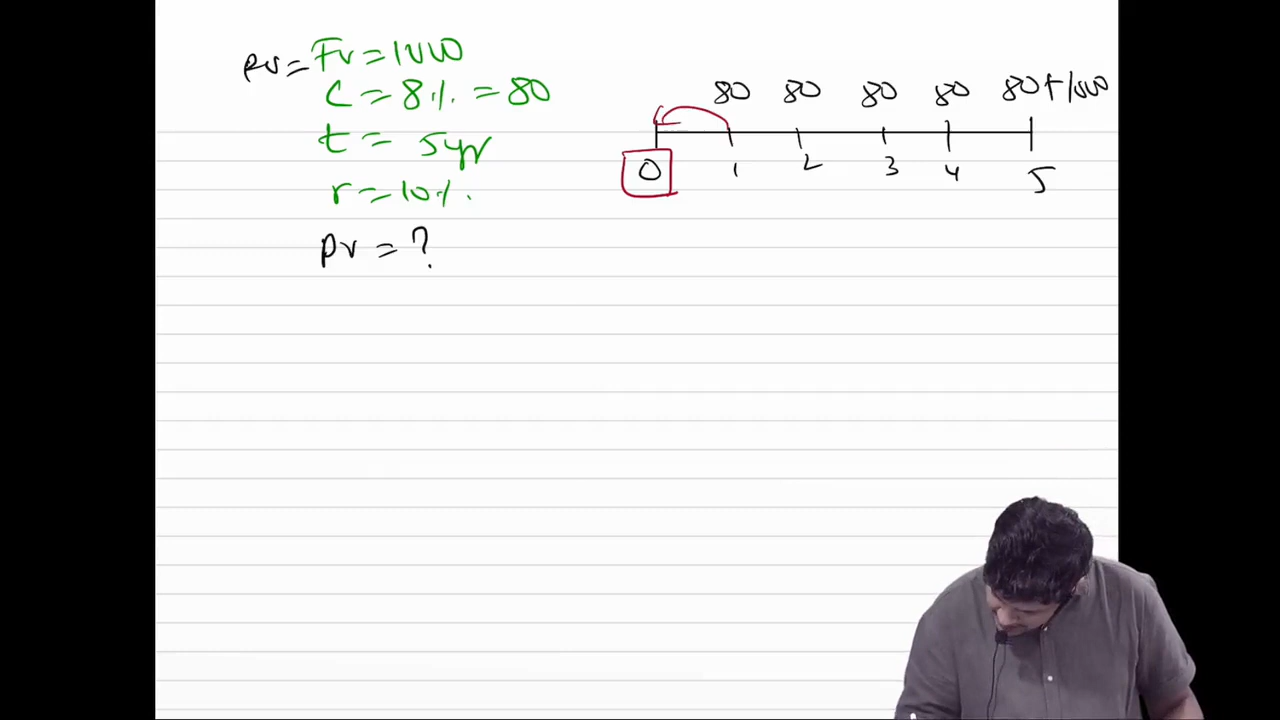 PV = FV = 1000
C = 8% = 80
t = 5yr
r = 10%.
PV = ?
80 80 80 80 80+1000
0 1 2 3 4 5